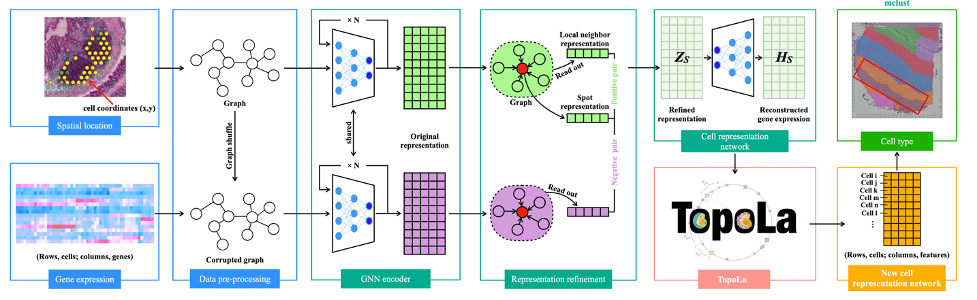 cell coordinates (x,y)
Spatial location
(Rows, cells; columns, genes)
Gene expression
Graph
Graph shuffle
Corrupted graph
Data pre-processing
× N
shared
Original
representation
× N
GNN encoder
Local neighbor
representation
Read out
Graph
Spot
representation
Positive pair
Negative pair
Read out
Representation refinement
Z_S
H_S
Refined
representation
Reconstructed
gene expression
Cell representation
network
TopoLa
TopoLa
mclust
Cell type
Cell i
Cell j
Cell k
Cell m
Cell n
Cell l
⋮
(Rows, cells; columns, features)
New cell
representation network